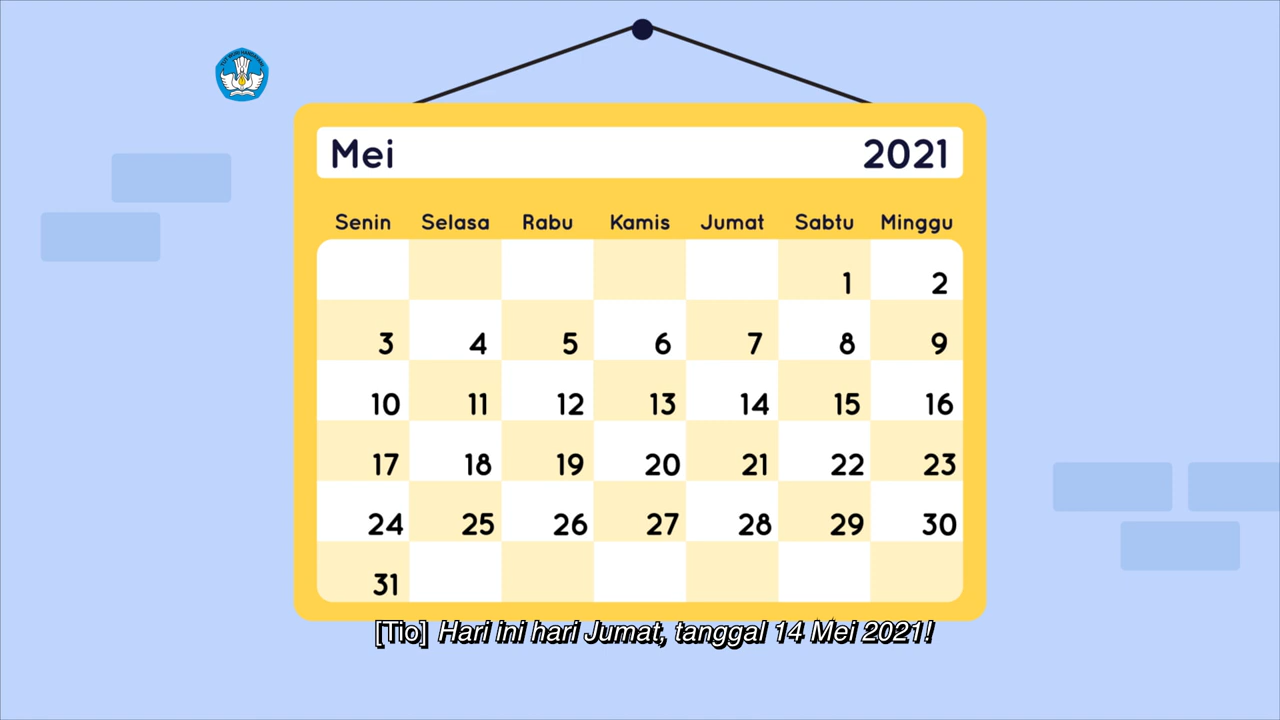 Mei 2021
Senin Selasa Rabu Kamis Jumat Sabtu Minggu
1 2
3 4 5 6 7 8 9
10 11 12 13 14 15 16
17 18 19 20 21 22 23
24 25 26 27 28 29 30
31
[Tio] Hari ini hari Jumat, tanggal 14 Mei 2021!